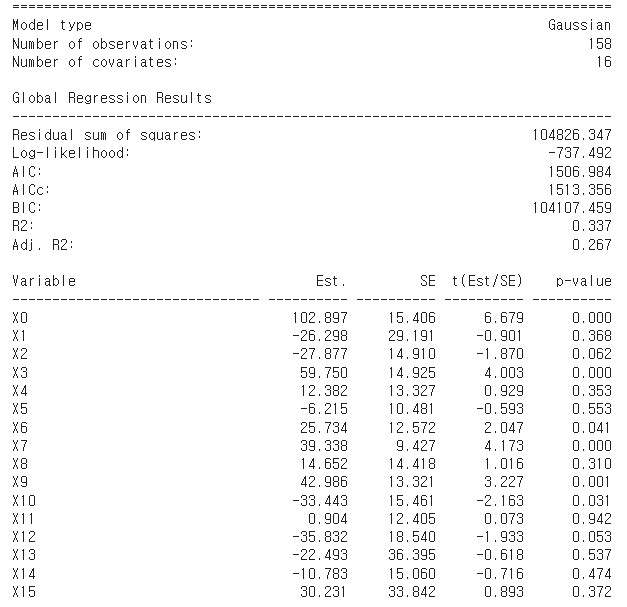 ===========================================================================
Model type Gaussian
Number of observations: 158
Number of covariates: 16
Global Regression Results
---------------------------------------------------------------------------
Residual sum of squares: 104826.347
Log-likelihood: -737.492
AIC: 1506.984
AICc: 1513.356
BIC: 104107.459
R2: 0.337
Adj. R2: 0.267
Variable Est. SE t(Est/SE) p-value
------------------------------- ---------- ---------- ---------- ----------
X0 102.897 15.406 6.679 0.000
X1 -26.298 29.191 -0.901 0.368
X2 -27.877 14.910 -1.870 0.062
X3 59.750 14.925 4.003 0.000
X4 12.382 13.327 0.929 0.353
X5 -6.215 10.481 -0.593 0.553
X6 25.734 12.572 2.047 0.041
X7 39.338 9.427 4.173 0.000
X8 14.652 14.418 1.016 0.310
X9 42.986 13.321 3.227 0.001
X10 -33.443 15.461 -2.163 0.031
X11 0.904 12.405 0.073 0.942
X12 -35.832 18.540 -1.933 0.053
X13 -22.493 36.395 -0.618 0.537
X14 -10.783 15.060 -0.716 0.474
X15 30.231 33.842 0.893 0.372